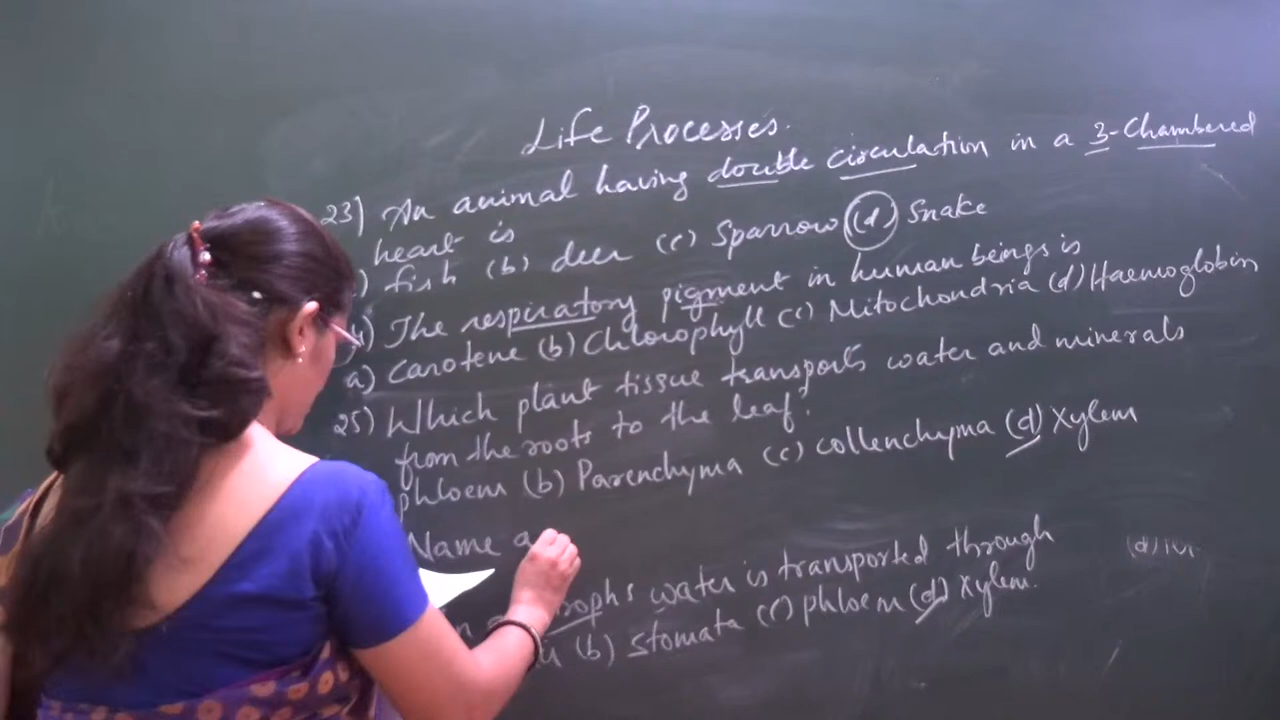 Life Processes.
23) An animal having double circulation in a 3-Chambered
heart is
) fish (b) deer (c) Sparrow (d) Snake
4) The respiratory pigment in human beings is
a) Carotene (b) Chlorophyll (c) Mitochondria (d) Haemoglobin
25) Which plant tissue transports water and minerals
from the roots to the leaf?
phloem (b) Parenchyma (c) collenchyma (d) Xylem
Name a
rophs water is transported through
(b) Stomata (c) phloem (d) Xylem.